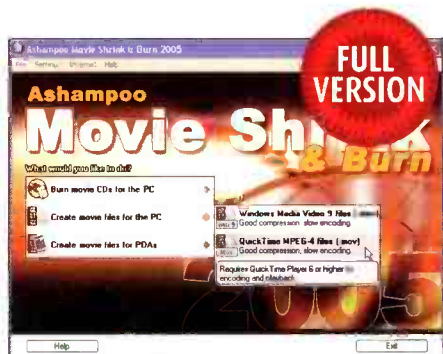 Ashampoo Movie Shrink & Burn 2005
File Settings Internet Help
FULL
VERSION
Ashampoo
Movie Shrink
& Burn
What would you like to do?
Burn movie CDs for the PC
Create movie files for the PC
Create movie files for PDAs
Windows Media Video 9 files
Good compression, slow encoding.
QuickTime MPEG-4 files (.mov)
Good compression, slow encoding.
Requires QuickTime Player 6 or higher
encoding and playback.
2005
Help
Exit